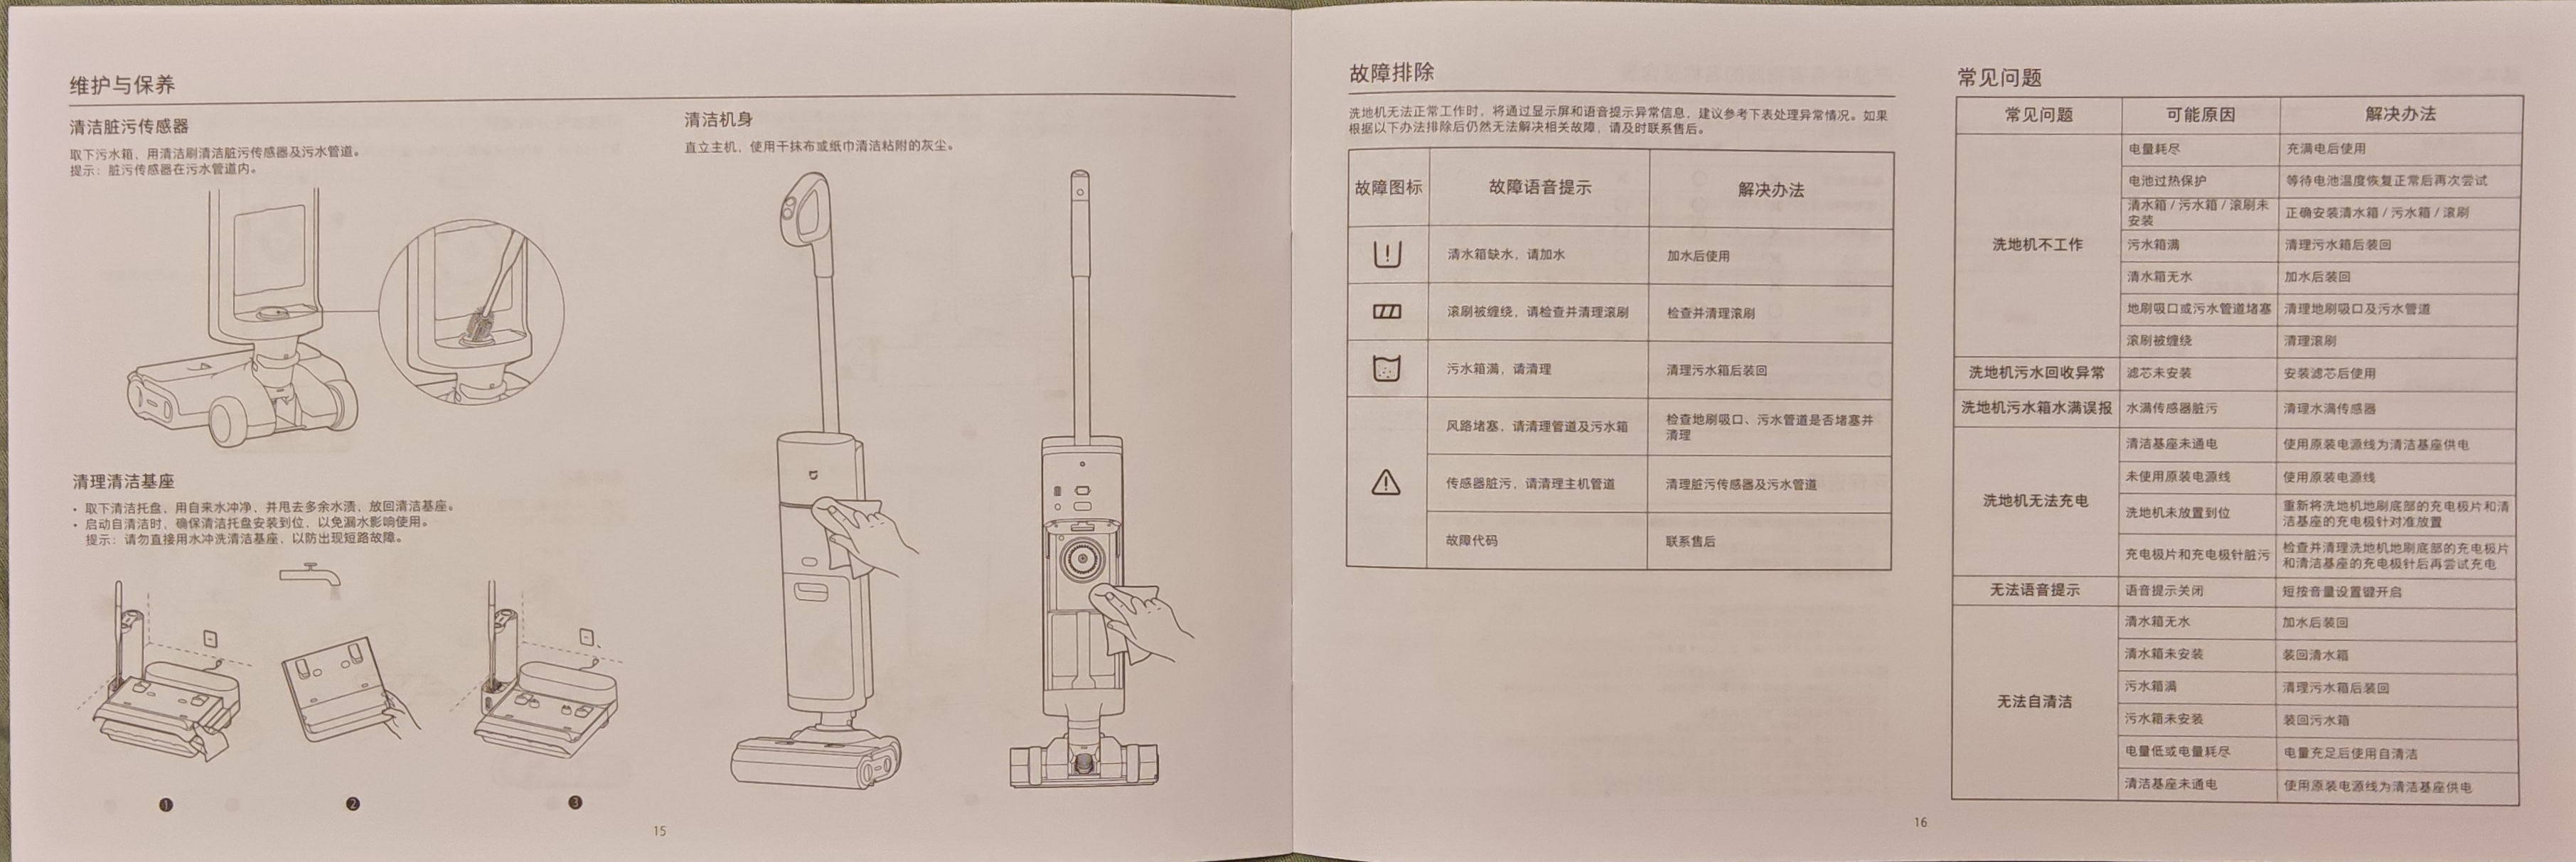 维护与保养
清洁脏污传感器
取下污水箱，用清洁刷清洁脏污传感器及污水管道。
提示：脏污传感器在污水管道内。
清理清洁基座
• 取下清洁托盘，用自来水冲净，并甩去多余水渍，放回清洁基座。
• 启动自清洁时，确保清洁托盘安装到位，以免漏水影响使用。
提示：请勿直接用水冲洗清洁基座，以防出现短路故障。
1
2
3
清洁机身
直立主机，使用干抹布或纸巾清洁粘附的灰尘。
15
故障排除
洗地机无法正常工作时，将通过显示屏和语音提示异常信息，建议参考下表处理异常情况。如果
根据以下办法排除后仍然无法解决相关故障，请及时联系售后。
故障图标 故障语音提示 解决办法
清水箱缺水，请加水 加水后使用
滚刷被缠绕，请检查并清理滚刷 检查并清理滚刷
污水箱满，请清理 清理污水箱后装回
风路堵塞，请清理管道及污水箱 检查地刷吸口、污水管道是否堵塞并
清理
传感器脏污，请清理主机管道 清理脏污传感器及污水管道
故障代码 联系售后
常见问题
常见问题 可能原因 解决办法
洗地机不工作
电量耗尽 充满电后使用
电池过热保护 等待电池温度恢复正常后再次尝试
清水箱 / 污水箱 / 滚刷未
安装 正确安装清水箱 / 污水箱 / 滚刷
污水箱满 清理污水箱后装回
清水箱无水 加水后装回
地刷吸口或污水管道堵塞 清理地刷吸口及污水管道
滚刷被缠绕 清理滚刷
洗地机污水回收异常 滤芯未安装 安装滤芯后使用
洗地机污水箱水满误报 水满传感器脏污 清理水满传感器
洗地机无法充电
清洁基座未通电 使用原装电源线为清洁基座供电
未使用原装电源线 使用原装电源线
洗地机未放置到位 重新将洗地机地刷底部的充电极片和清
洁基座的充电极针对准放置
充电极片和充电极针脏污 检查并清理洗地机地刷底部的充电极片
和清洁基座的充电极针后再尝试充电
无法语音提示 语音提示关闭 短按音量设置键开启
无法自清洁
清水箱无水 加水后装回
清水箱未安装 装回清水箱
污水箱满 清理污水箱后装回
污水箱未安装 装回污水箱
电量低或电量耗尽 电量充足后使用自清洁
清洁基座未通电 使用原装电源线为清洁基座供电
16